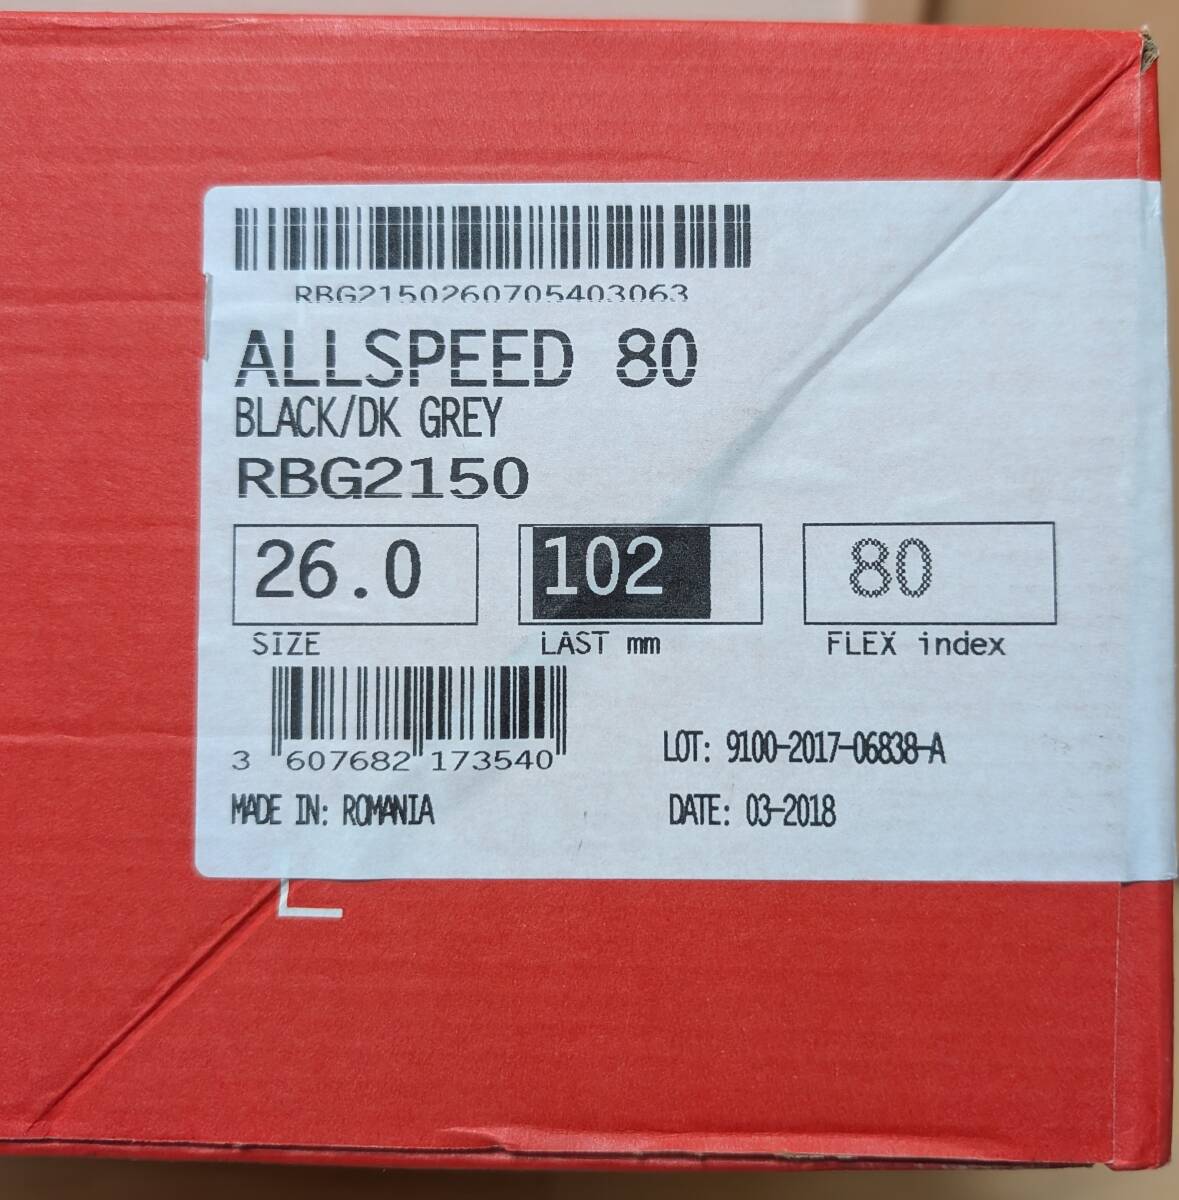 RBG2150260705403063
ALLSPEED 80
BLACK/DK GREY
RBG2150
26.0 102 80
SIZE LAST mm FLEX index
3 607682 173540
LOT: 9100-2017-06838-A
MADE IN: ROMANIA DATE: 03-2018